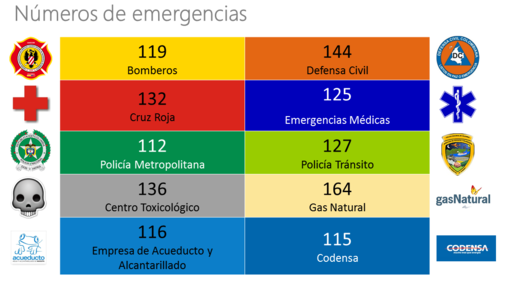 Números de emergencias
119
Bomberos
144
Defensa Civil
132
Cruz Roja
125
Emergencias Médicas
112
Policía Metropolitana
127
Policía Tránsito
136
Centro Toxicológico
164
Gas Natural
gasNatural
116
Empresa de Acueducto y
Alcantarillado
115
Codensa
acueducto
CODENSA